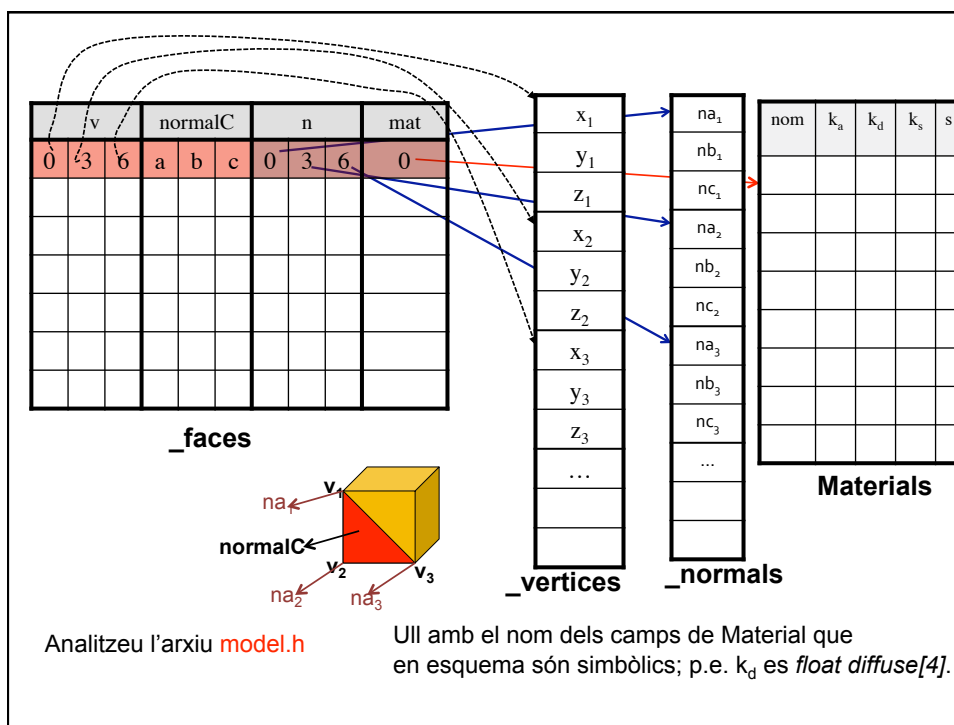 v normalC n mat
0 3 6 a b c 0 3 6 0
_faces
x1
y1
z1
x2
y2
z2
x3
y3
z3
...
_vertices
na1
nb1
nc1
na2
nb2
nc2
na3
nb3
nc3
...
_normals
nom ka kd ks s
Materials
v1
na1
normalC
v2
v3
na2
na3
Analitzeu l'arxiu model.h
Ull amb el nom dels camps de Material que
en esquema són simbòlics; p.e. kd es float diffuse[4].